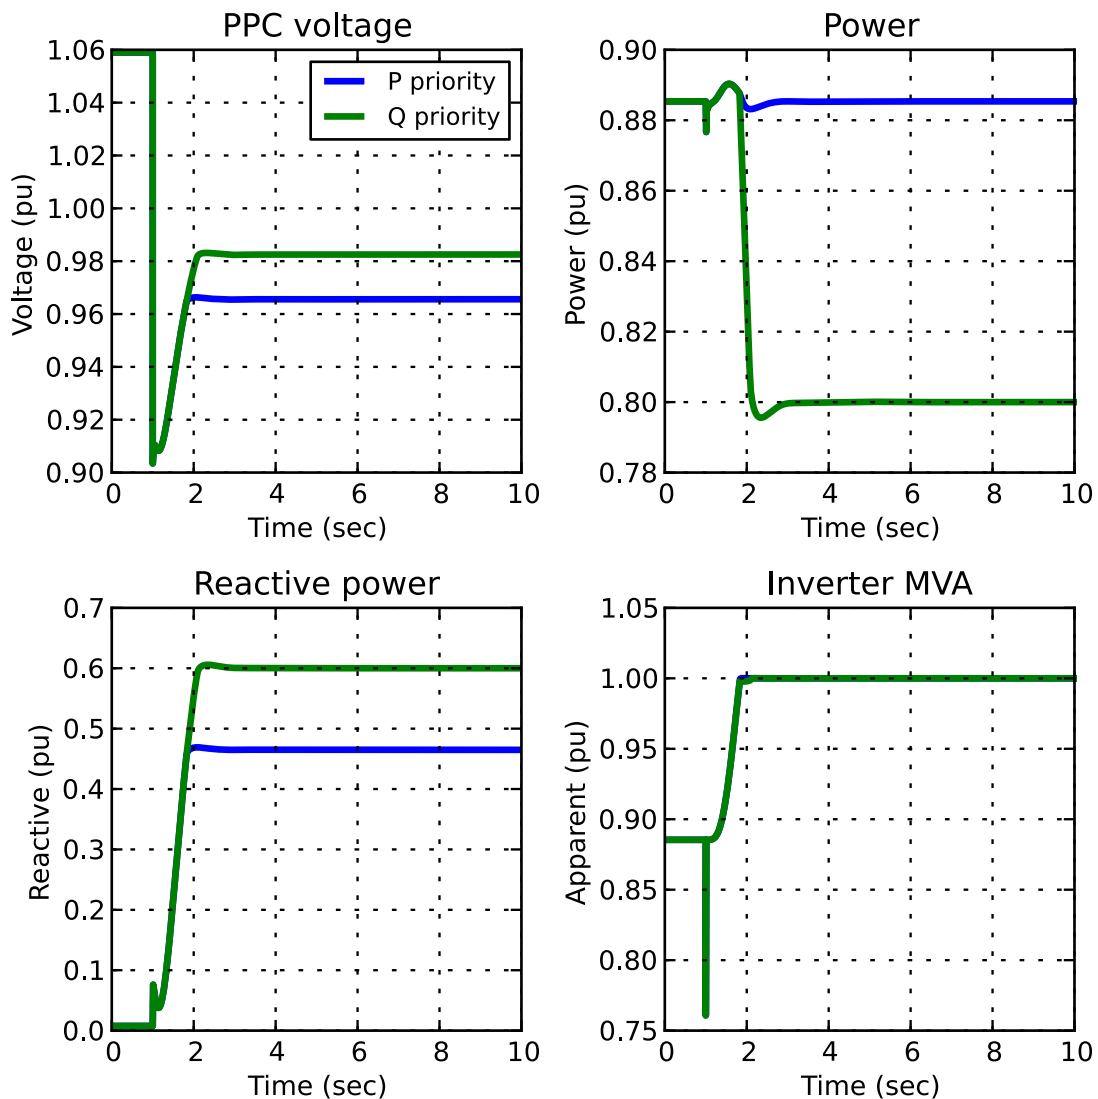 PPC voltage
1.06
1.04
1.02
1.00
0.98
0.96
0.94
0.92
0.90
Voltage (pu)
P priority
Q priority
0 2 4 6 8 10
Time (sec)
Power
0.90
0.88
0.86
0.84
0.82
0.80
0.78
Power (pu)
0 2 4 6 8 10
Time (sec)
Reactive power
0.7
0.6
0.5
0.4
0.3
0.2
0.1
0.0
Reactive (pu)
0 2 4 6 8 10
Time (sec)
Inverter MVA
1.05
1.00
0.95
0.90
0.85
0.80
0.75
Apparent (pu)
0 2 4 6 8 10
Time (sec)